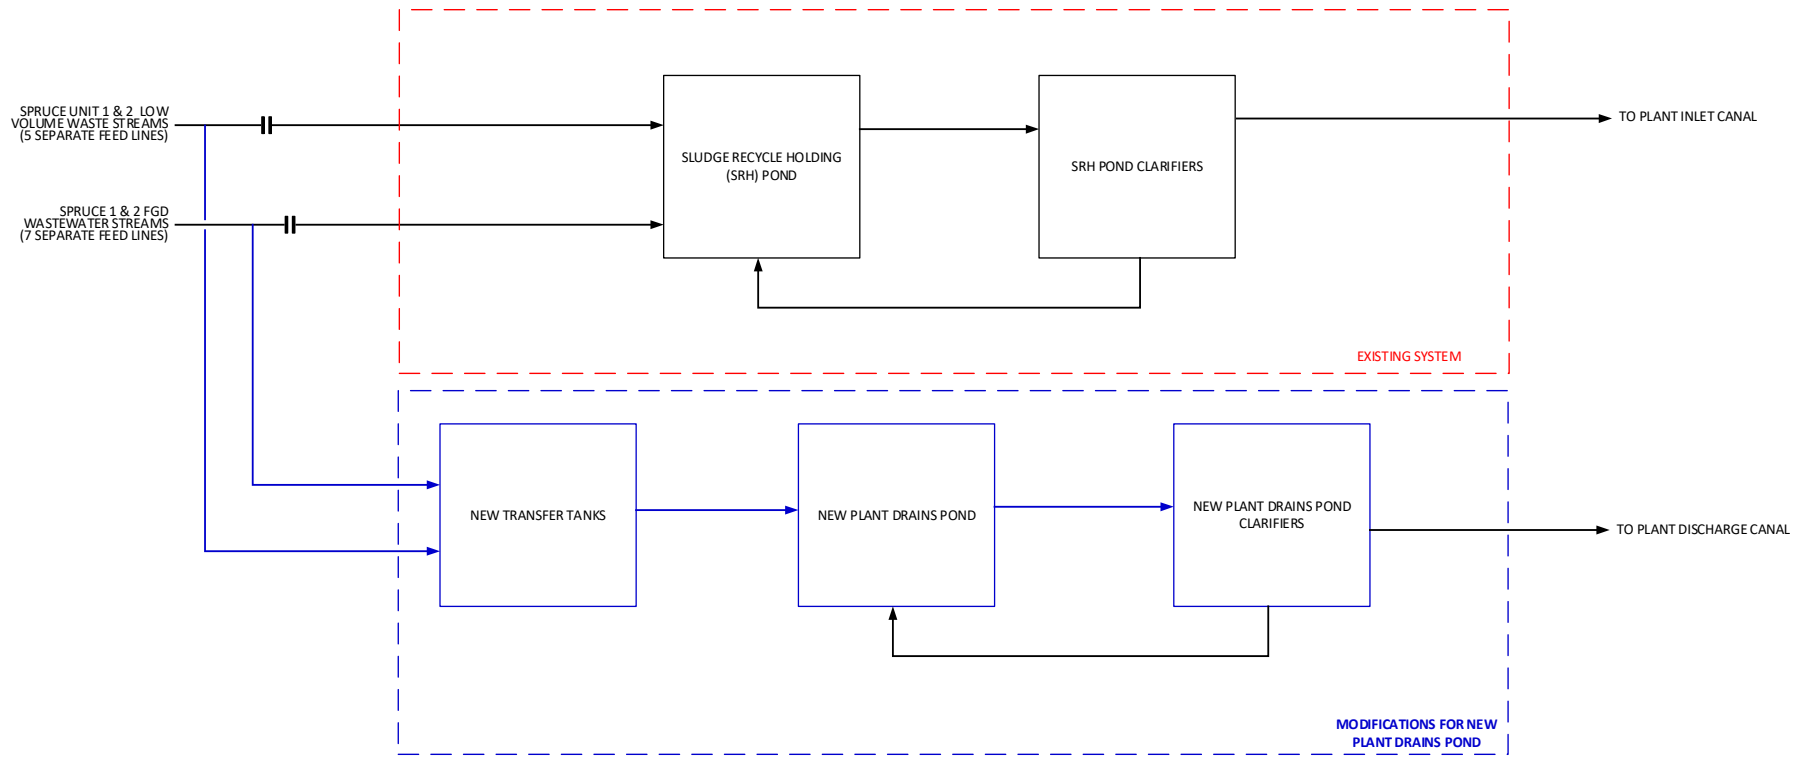 SPRUCE UNIT 1 & 2 LOW
VOLUME WASTE STREAMS
(5 SEPARATE FEED LINES)
TO PLANT INLET CANAL
SLUDGE RECYCLE HOLDING
(SRH) POND
SRH POND CLARIFIERS
SPRUCE 1 & 2 FGD
WASTEWATER STREAMS
(7 SEPARATE FEED LINES)
EXISTING SYSTEM
NEW TRANSFER TANKS
NEW PLANT DRAINS POND
NEW PLANT DRAINS POND
CLARIFIERS
TO PLANT DISCHARGE CANAL
MODIFICATIONS FOR NEW
PLANT DRAINS POND